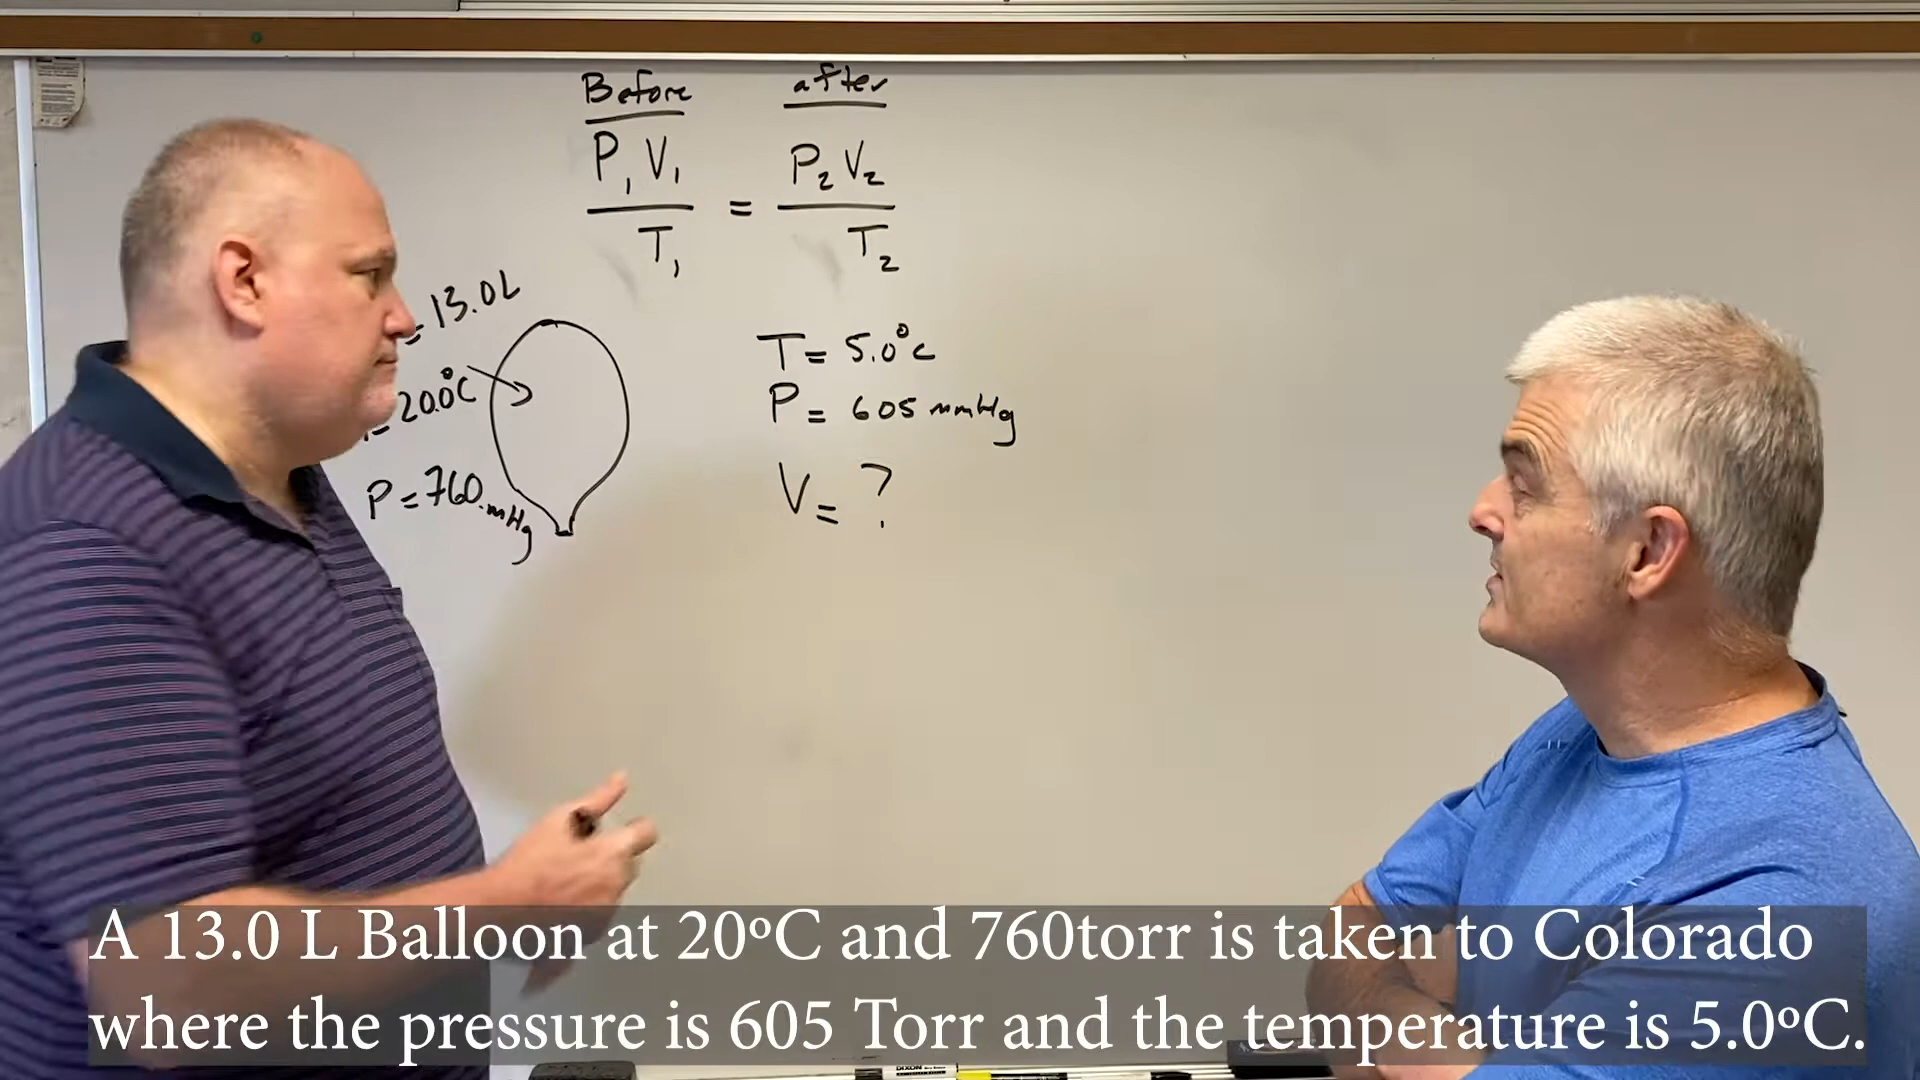 Before after
P₁V₁ / T₁ = P₂V₂ / T₂
= 13.0L
= 20.0°C
P = 760.mmHg
T = 5.0°C
P = 605 mmHg
V = ?
A 13.0 L Balloon at 20°C and 760torr is taken to Colorado
where the pressure is 605 Torr and the temperature is 5.0°C.
DIXON